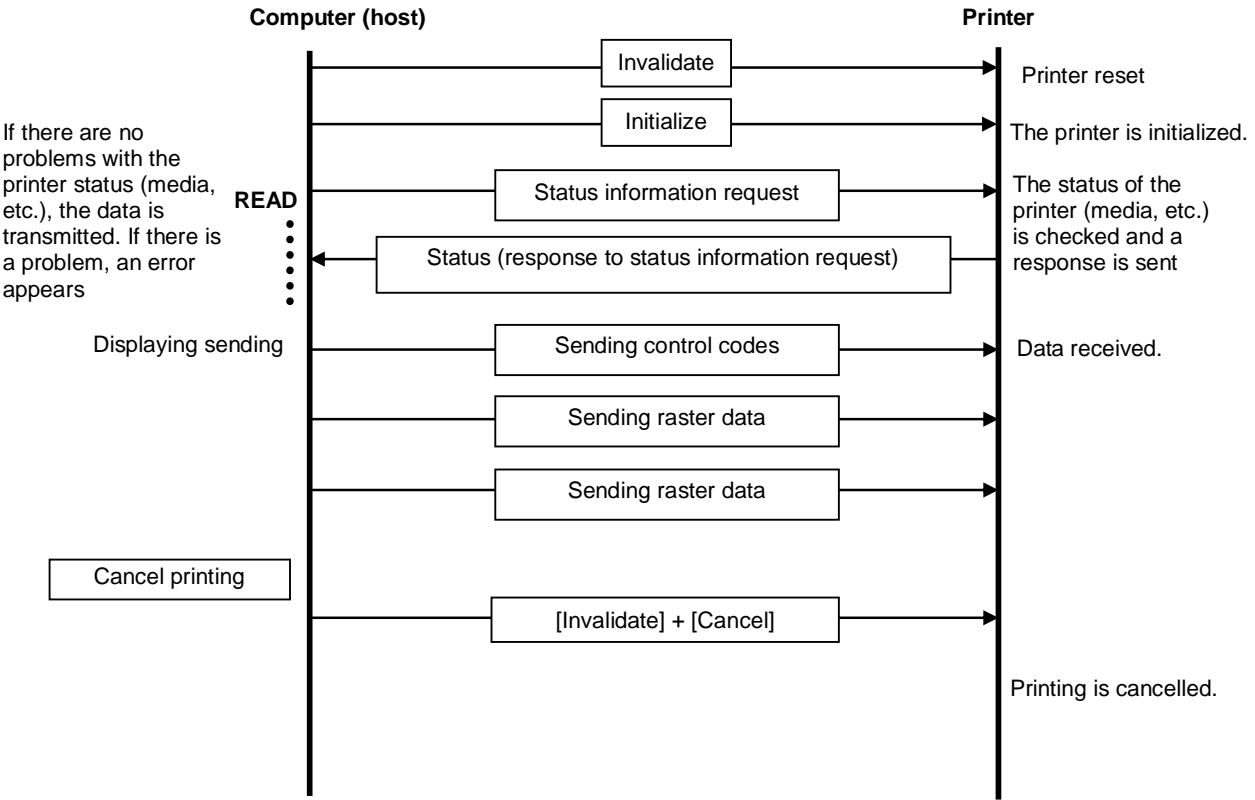 Computer (host)
Printer
Invalidate
Printer reset
Initialize
The printer is initialized.
If there are no
problems with the
printer status (media,
etc.), the data is
transmitted. If there is
a problem, an error
appears
READ
Status information request
The status of the
printer (media, etc.)
is checked and a
response is sent
Status (response to status information request)
Displaying sending
Sending control codes
Data received.
Sending raster data
Sending raster data
Cancel printing
[Invalidate] + [Cancel]
Printing is cancelled.